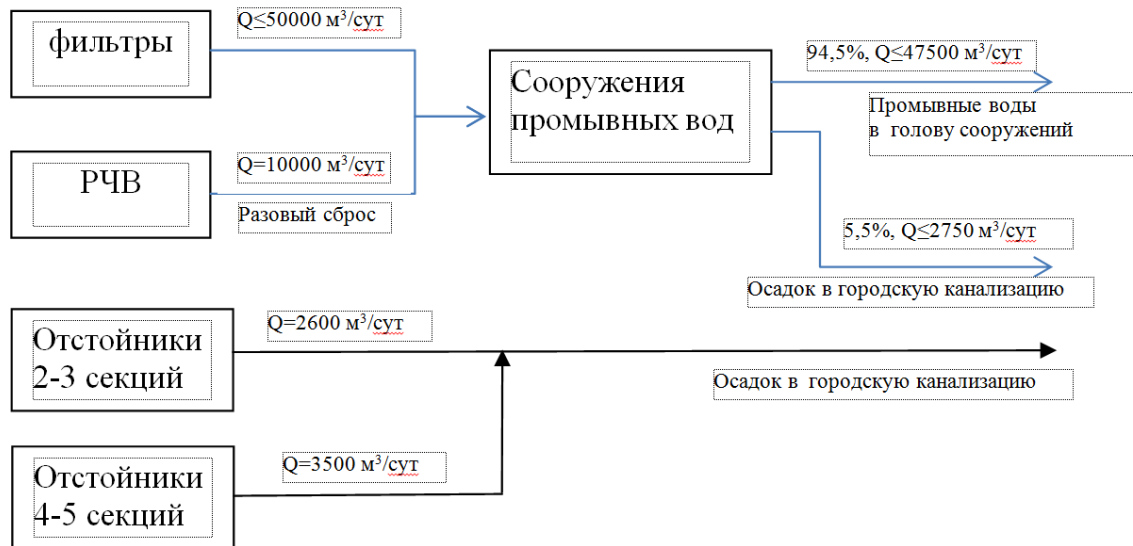 фильтры
Q≤50000 м³/сут
РЧВ
Q=10000 м³/сут
Разовый сброс
Сооружения
промывных вод
94,5%, Q≤47500 м³/сут
Промывные воды
в голову сооружений
5,5%, Q≤2750 м³/сут
Осадок в городскую канализацию
Отстойники
2-3 секций
Q=2600 м³/сут
Осадок в городскую канализацию
Отстойники
4-5 секций
Q=3500 м³/сут